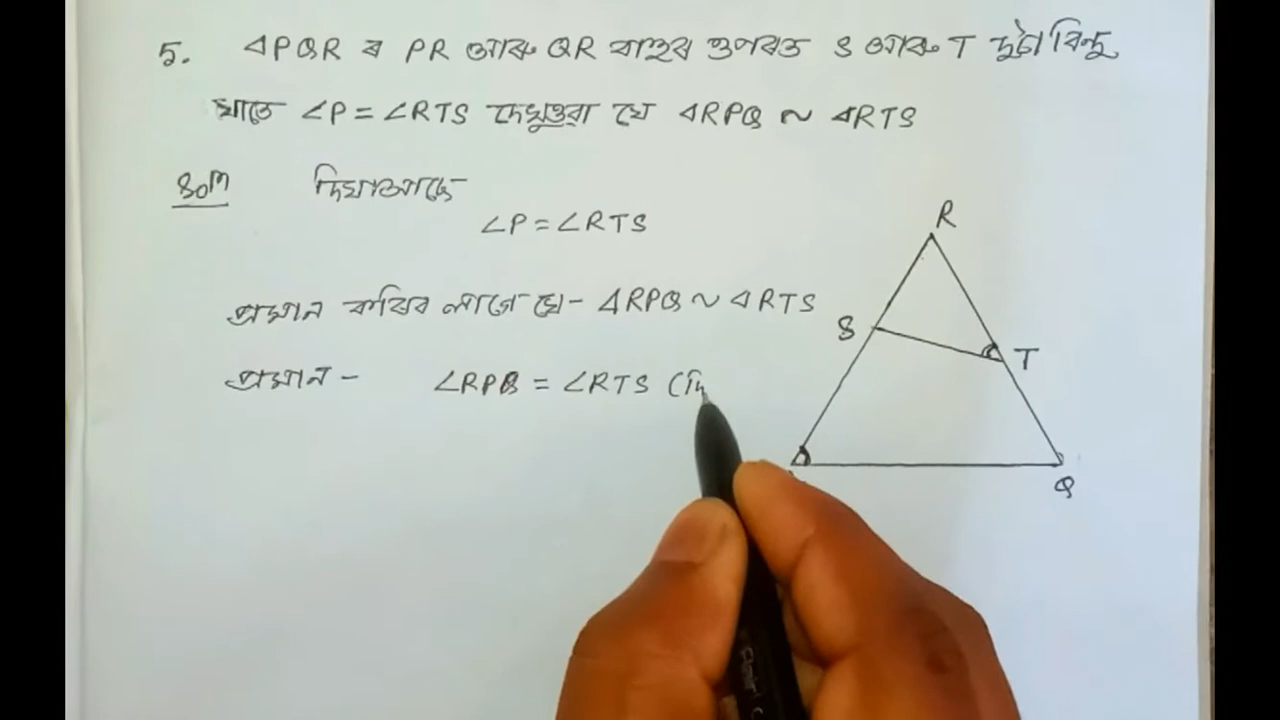 5. ΔPQR ৰ PR আৰু QR বাহুৰ ওপৰত S আৰু T দুটা বিন্দু
যাতে ∠P = ∠RTS দেখুওৱা যে ΔRPQ ~ ΔRTS
Soln দিয়াআছে
∠P = ∠RTS
R
প্ৰমান কৰিব লাগে যে- ΔRPQ ~ ΔRTS
S
T
প্ৰমান - ∠RPQ = ∠RTS (
Q